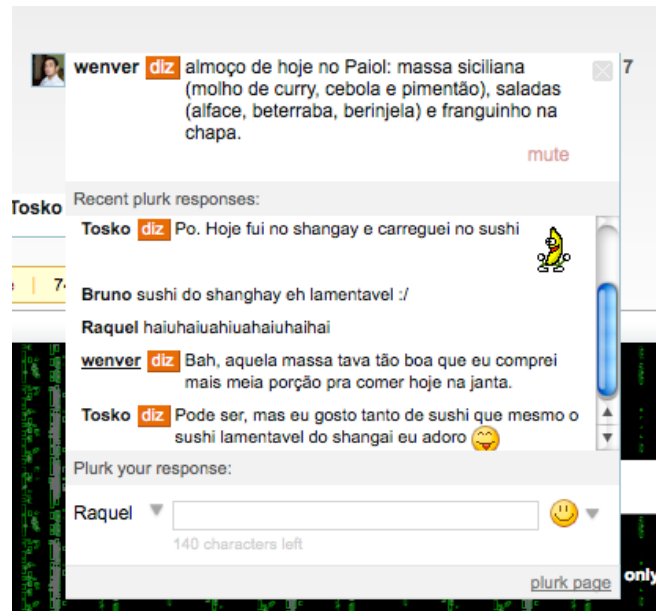 wenver diz almoço de hoje no Paiol: massa siciliana
(molho de curry, cebola e pimentão), saladas
(alface, beterraba, berinjela) e franguinho na
chapa.
7
mute
Recent plurk responses:
Tosko
Tosko diz Po. Hoje fui no shangay e carreguei no sushi
Bruno sushi do shanghay eh lamentavel :/
Raquel haiuhaiuahiuahaiuhaihai
wenver diz Bah, aquela massa tava tão boa que eu comprei
mais meia porção pra comer hoje na janta.
Tosko diz Pode ser, mas eu gosto tanto de sushi que mesmo o
sushi lamentavel do shangai eu adoro
Plurk your response:
Raquel
140 characters left
plurk page
only